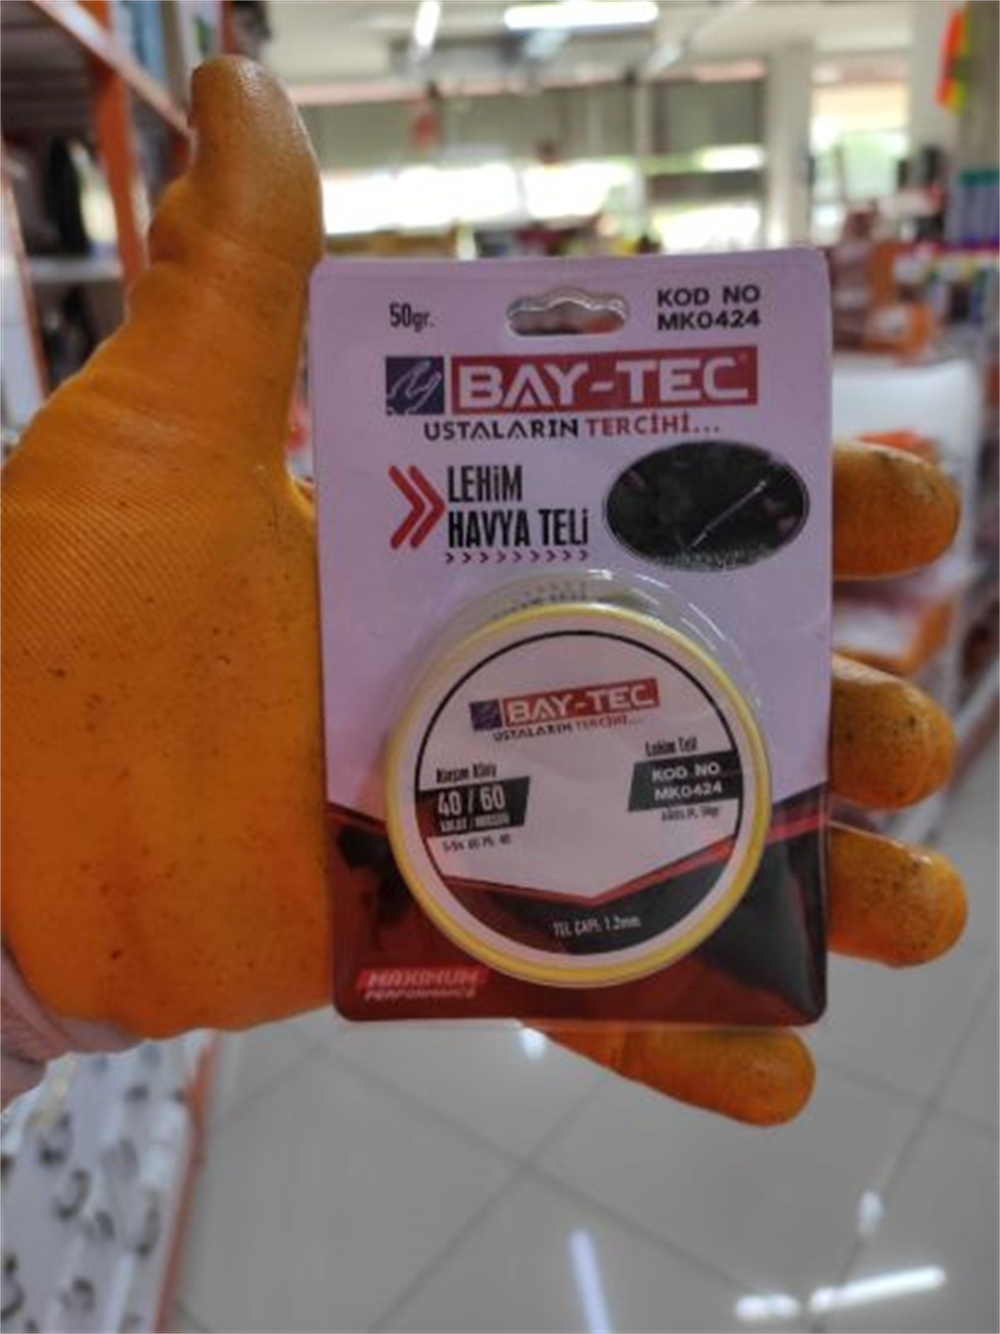 50gr.
KOD NO
MK0424
BAY-TEC
USTALARIN TERCİHİ...
LEHİM
HAVYA TELİ
BAY-TEC
USTALARIN TERCİHİ...
Lehim Teli
KOD NO
MK0424
40 / 60
TEL ÇAPI: 1.2mm
MAXIMUM
PERFORMANCE